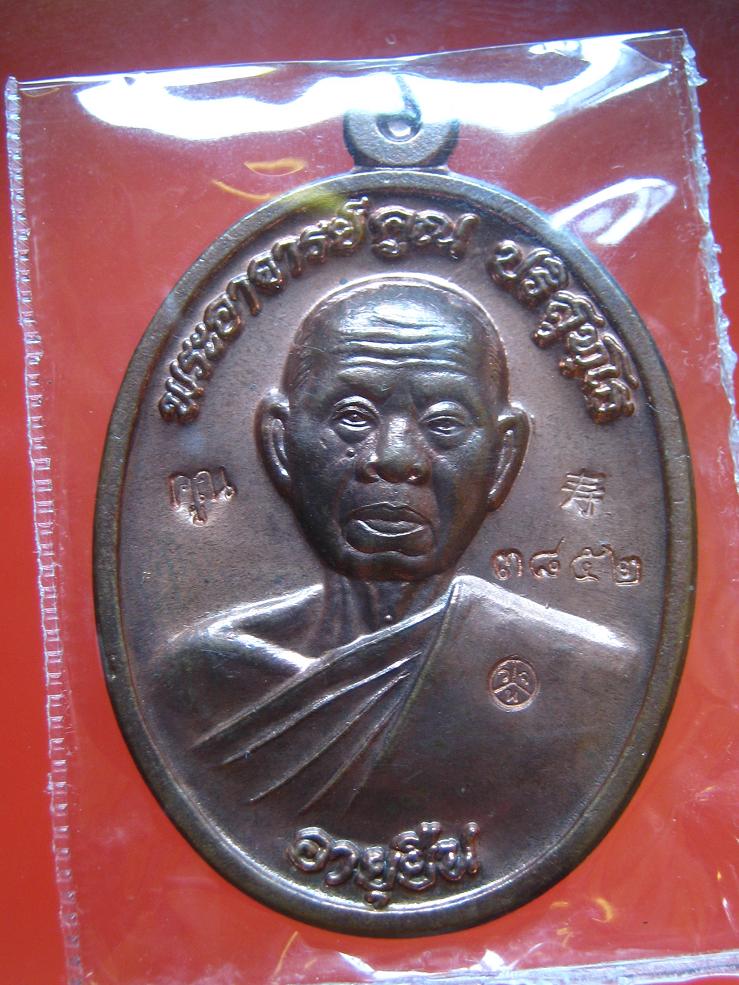 พระอาจารย์คูณ ปริสุทฺโธ
คูณ
寿
๓๘๕๒
อายุยืน